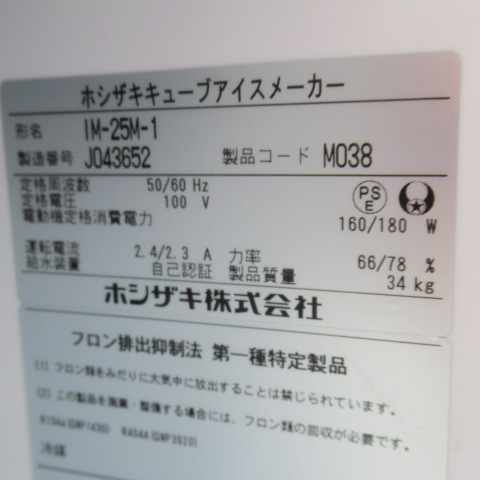 ホシザキキューブアイスメーカー
形名 IM-25M-1
製造番号 J043652 製品コード M038
定格周波数 50/60 Hz
定格電圧 100 V
電動機定格消費電力 160/180 W
PS E
運転電流 2.4/2.3 A 力率 66/78 %
給水装置 自己認証 製品質量 34 kg
ホシザキ株式会社
フロン排出抑制法 第一種特定製品
(1) フロン類をみだりに大気中に放出することは禁じられています。
(2) この製品を廃棄・整備する場合には、フロン類の回収が必要です。
R134a(GWP1430) R404A(GWP3920)
冷媒